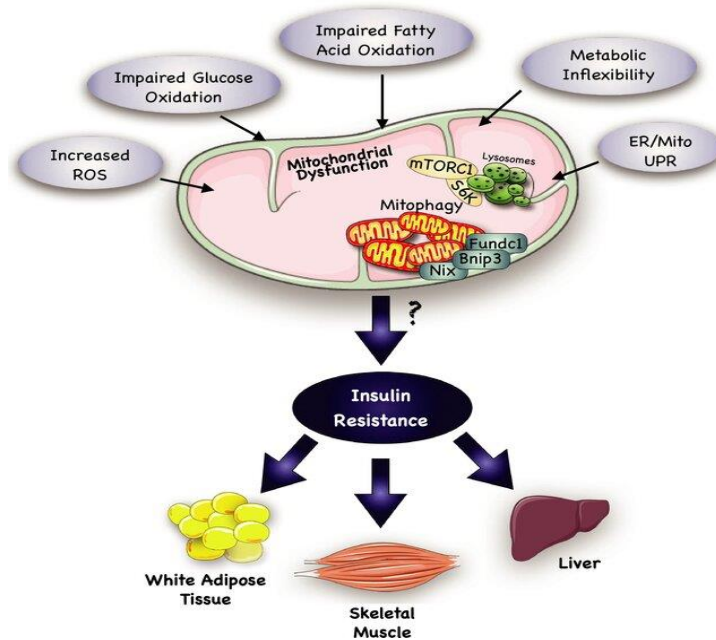 Impaired Fatty
Acid Oxidation
Impaired Glucose
Oxidation
Metabolic
Inflexibility
Increased
ROS
ER/Mito
UPR
Mitochondrial
Dysfunction
mTORC1
S6K
Lysosomes
Mitophagy
Fundc1
Bnip3
Nix
?
Insulin
Resistance
White Adipose
Tissue
Skeletal
Muscle
Liver